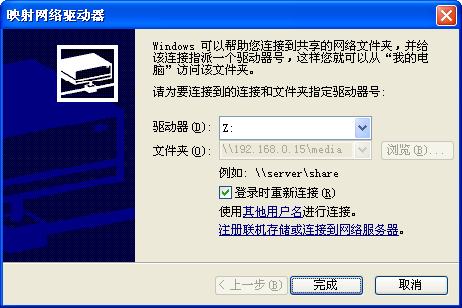 映射网络驱动器
Windows 可以帮助您连接到共享的网络文件夹，并给
该连接指派一个驱动器号，这样您就可以从“我的电
脑”访问该文件夹。
请为要连接到的连接和文件夹指定驱动器号：
驱动器(D)： Z:
文件夹(O)： \\192.168.0.15\media 浏览(B)...
例如：\\server\share
登录时重新连接(R)
使用其他用户名进行连接。
注册联机存储或连接到网络服务器。
< 上一步(B) 完成 取消